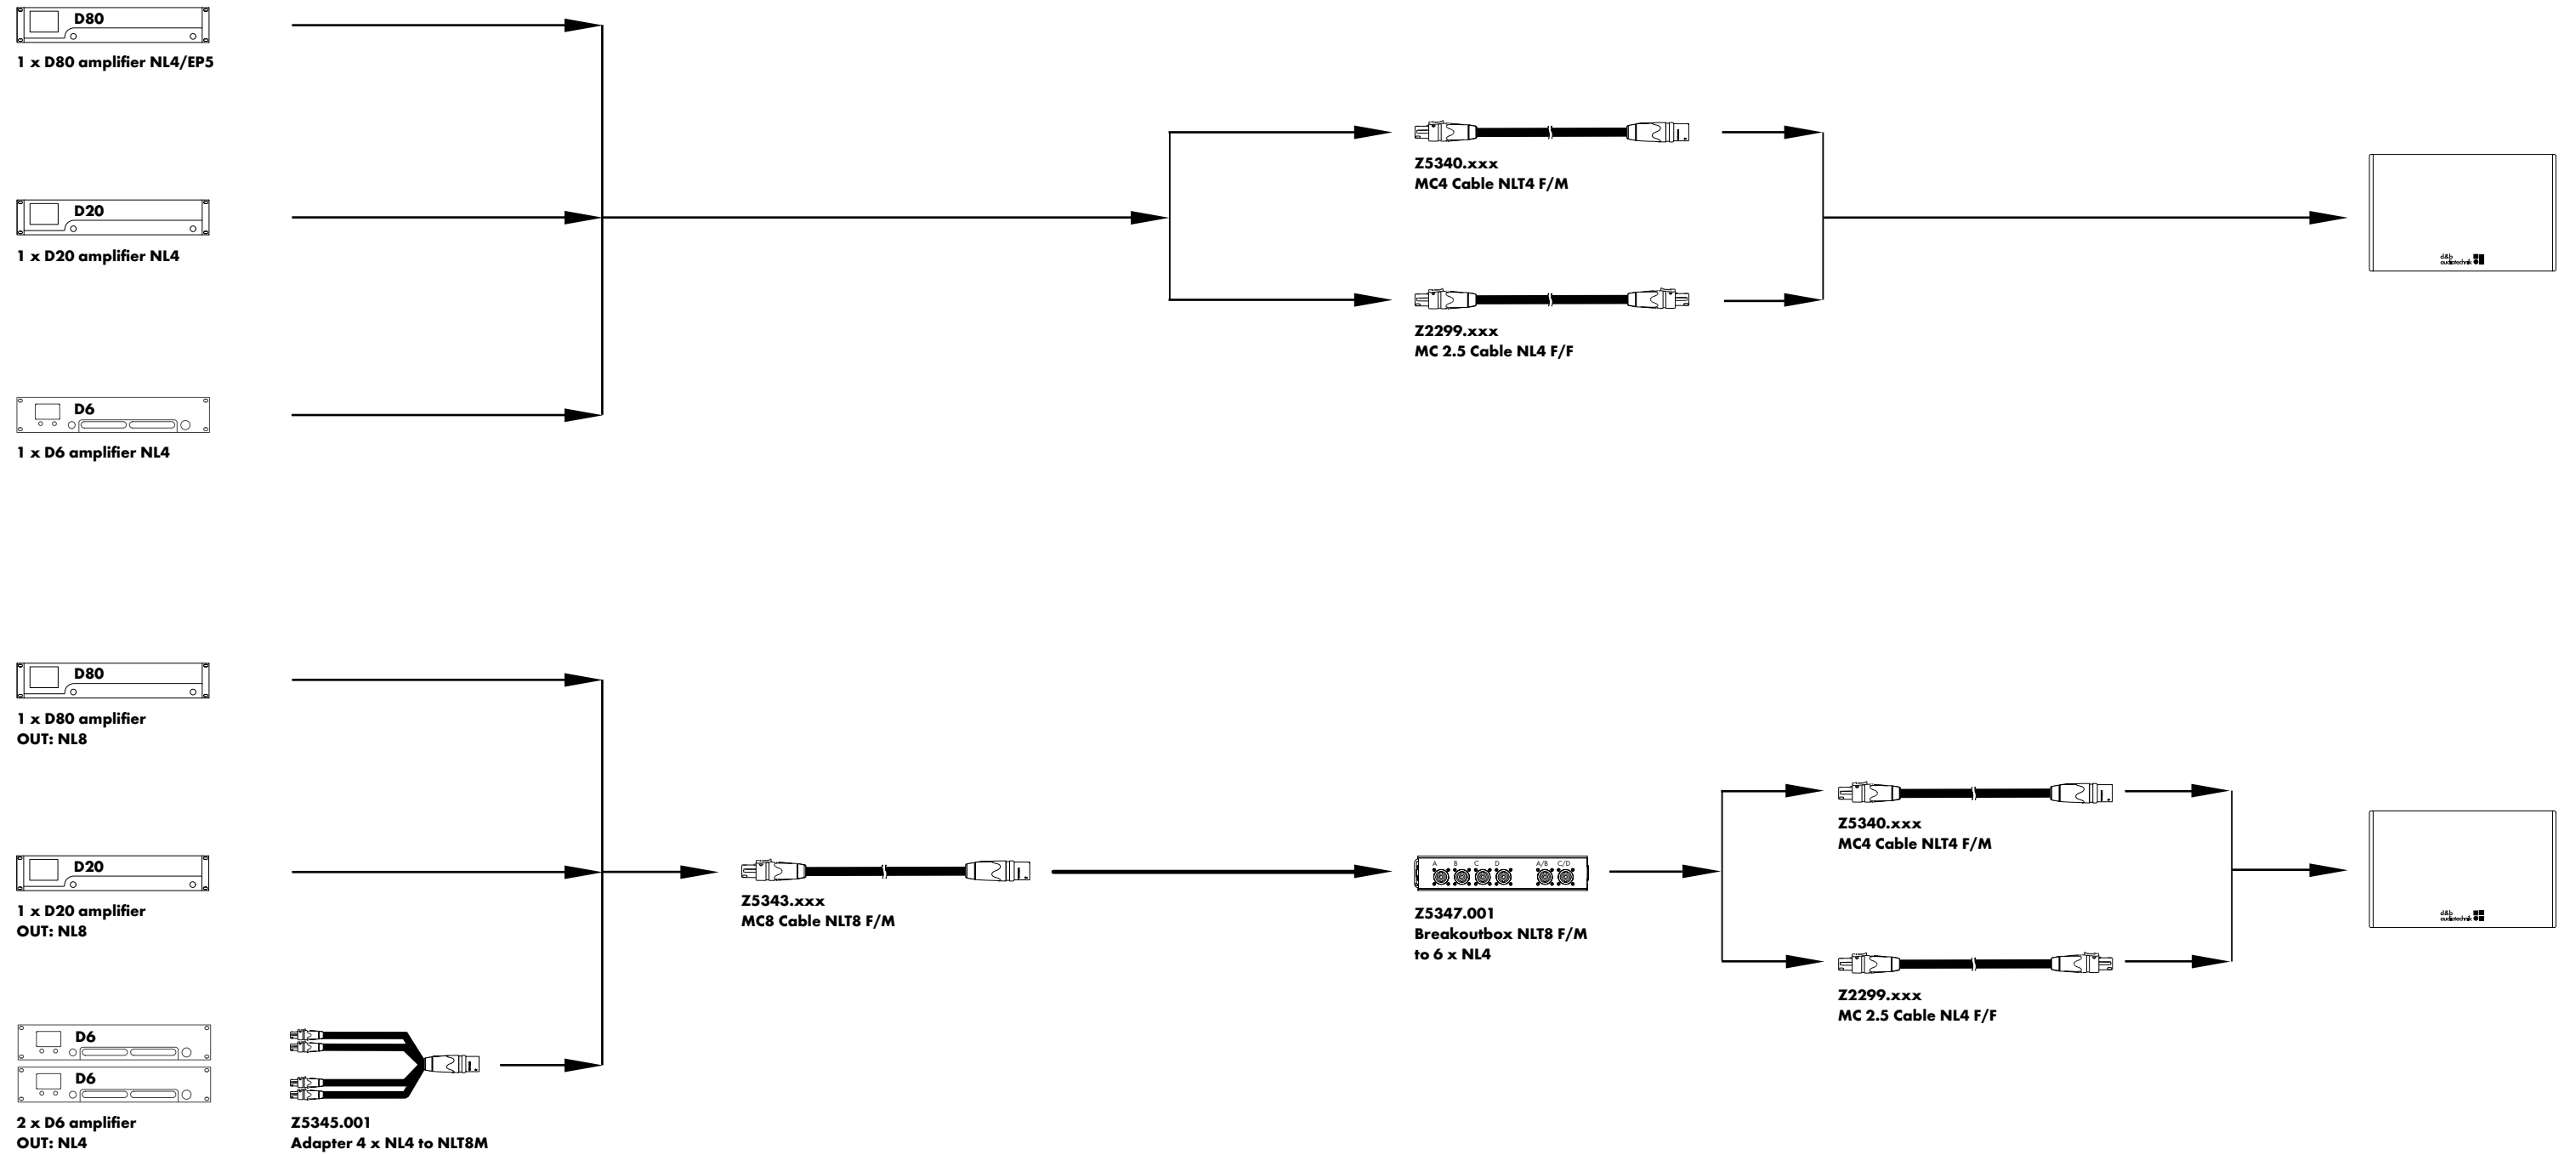 D80
1 x D80 amplifier NL4/EP5
Z5340.xxx
MC4 Cable NLT4 F/M
D20
1 x D20 amplifier NL4
d&b
audiotechnik
Z2299.xxx
MC 2.5 Cable NL4 F/F
D6
1 x D6 amplifier NL4
D80
1 x D80 amplifier
OUT: NL8
Z5340.xxx
MC4 Cable NLT4 F/M
D20
1 x D20 amplifier
OUT: NL8
Z5343.xxx
MC8 Cable NLT8 F/M
A B C D A/B C/D
Z5347.001
Breakoutbox NLT8 F/M
to 6 x NL4
d&b
audiotechnik
Z2299.xxx
MC 2.5 Cable NL4 F/F
D6
D6
2 x D6 amplifier
OUT: NL4
Z5345.001
Adapter 4 x NL4 to NLT8M